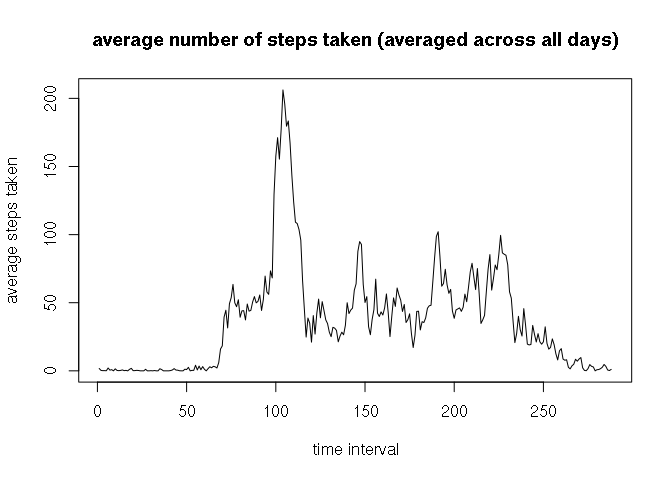 average number of steps taken (averaged across all days)
average steps taken
200
150
100
50
0
0 50 100 150 200 250
time interval